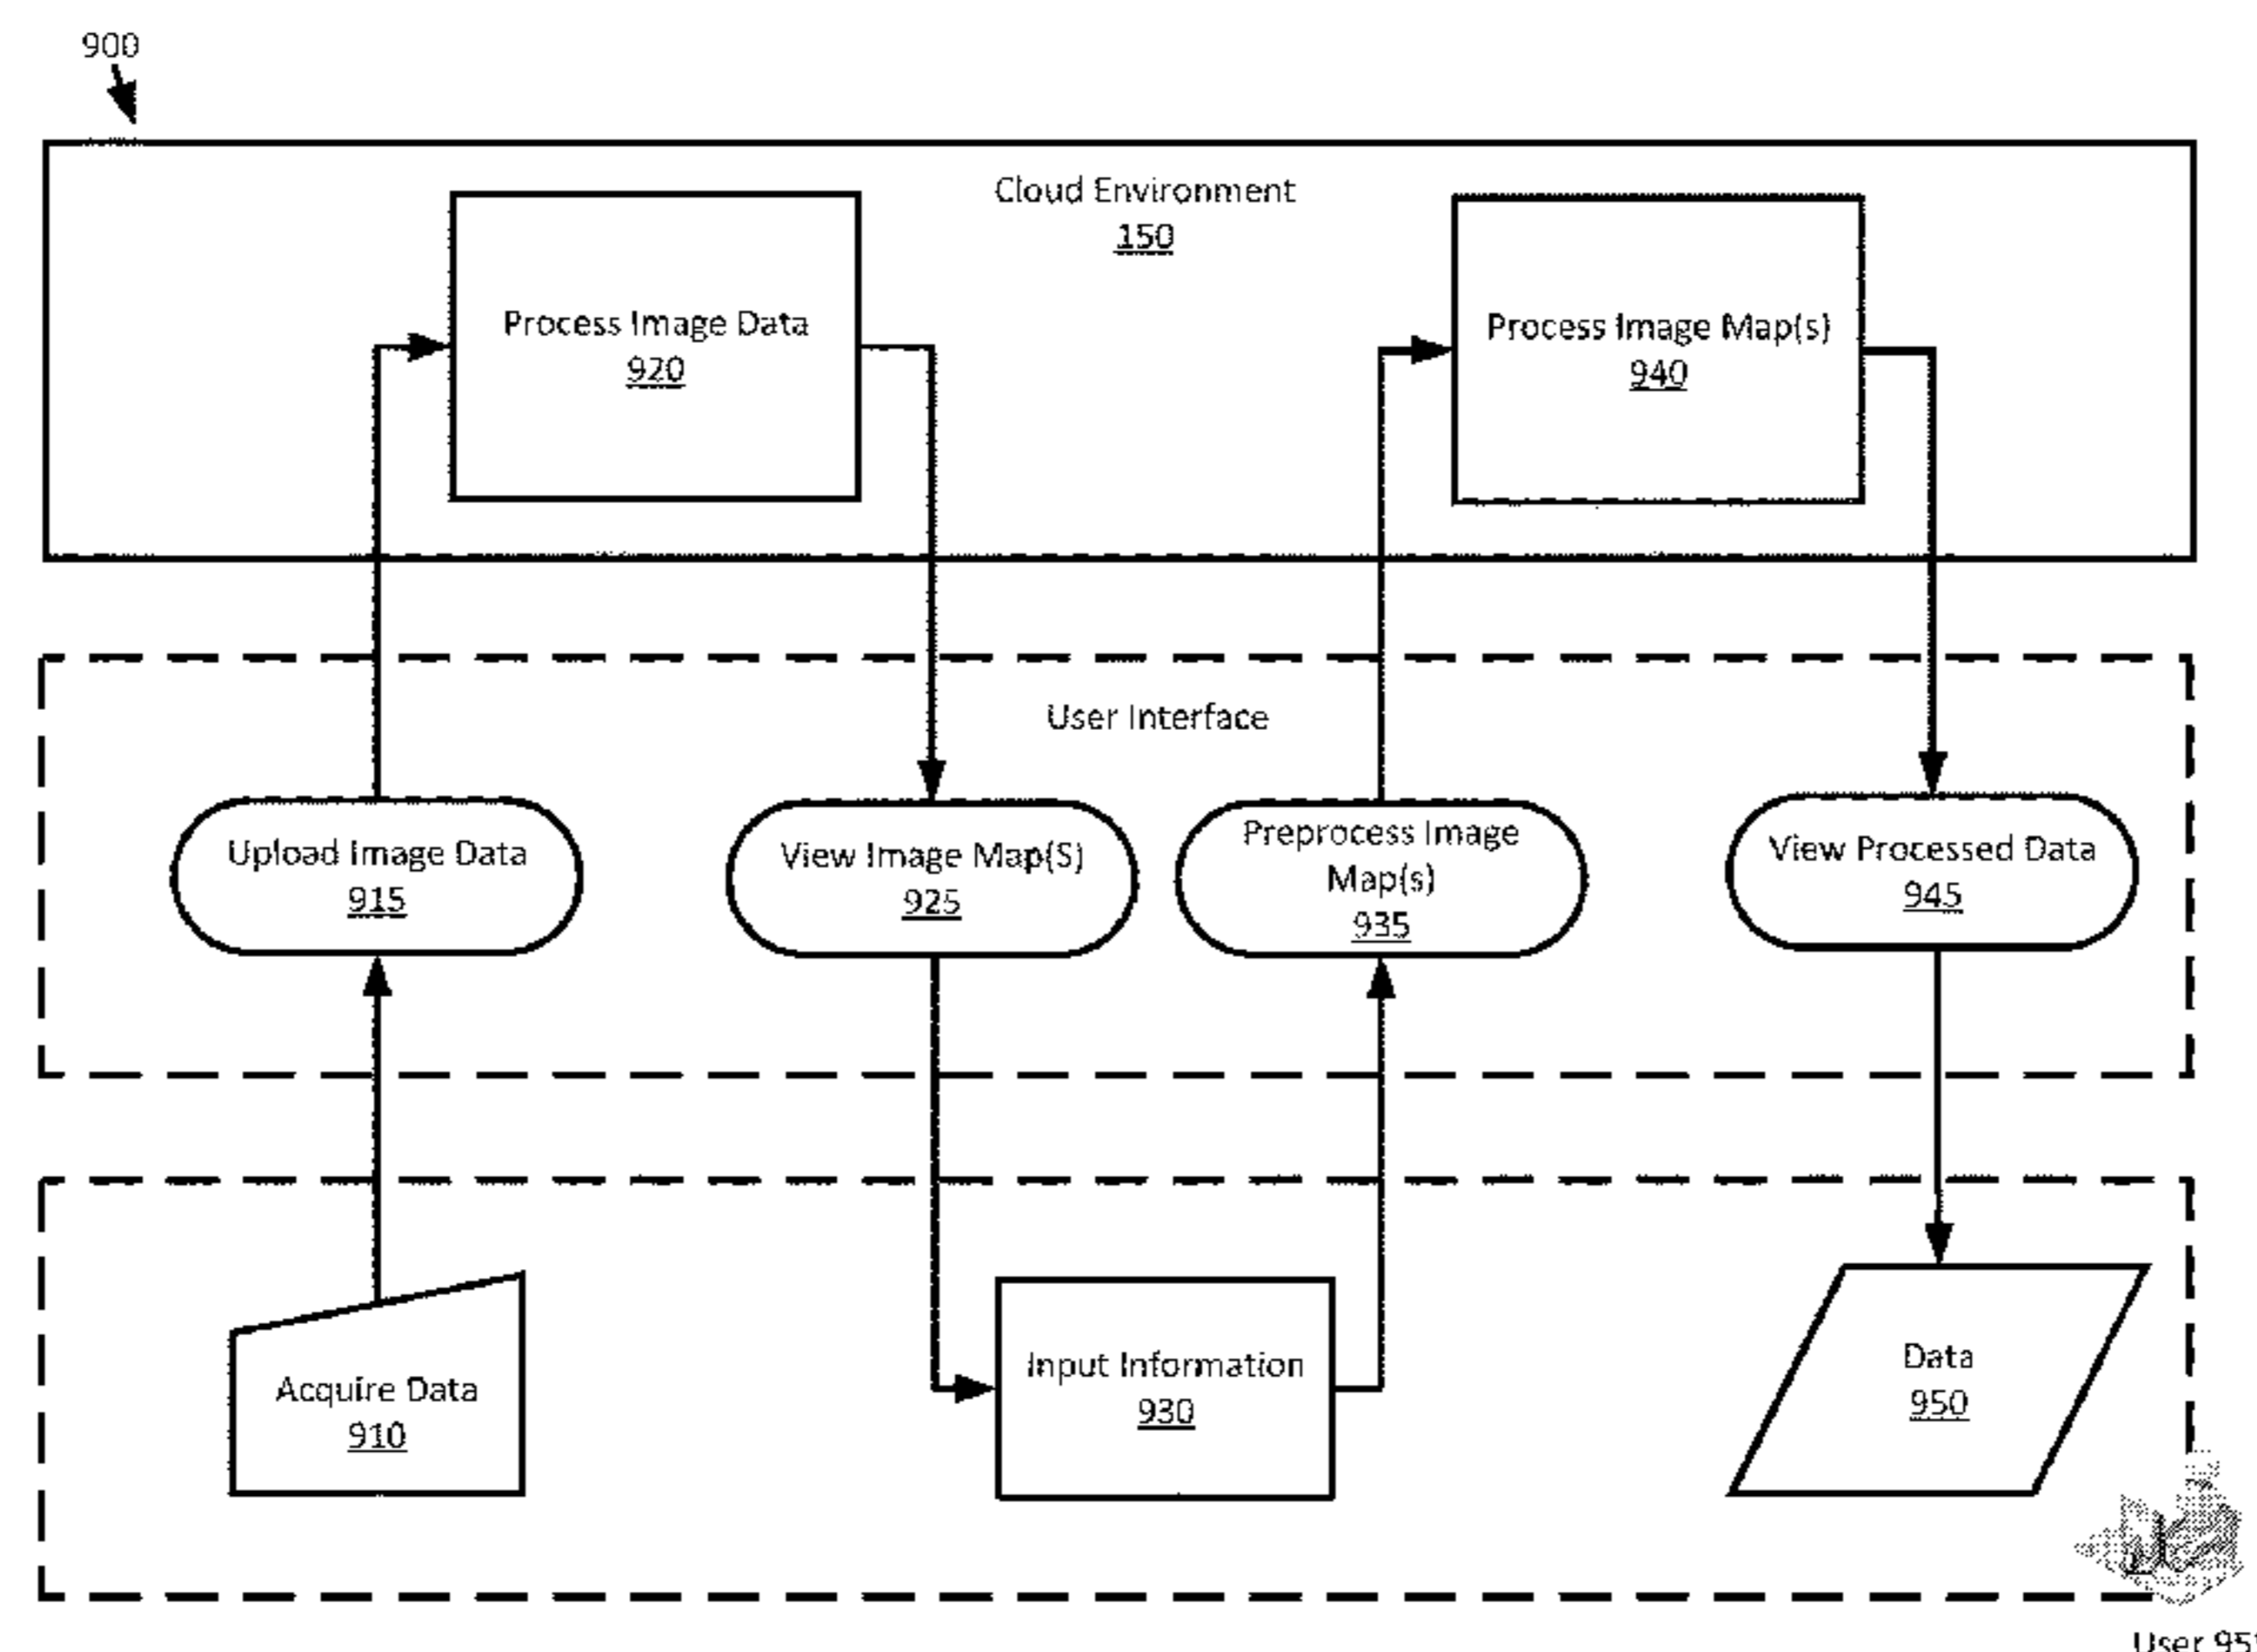 900
Cloud Environment
150
Process Image Data
920
Process Image Map(s)
940
User Interface
Upload Image Data
915
View Image Map(S)
925
Preprocess Image
Map(s)
935
View Processed Data
945
Acquire Data
910
Input Information
930
Data
950
User